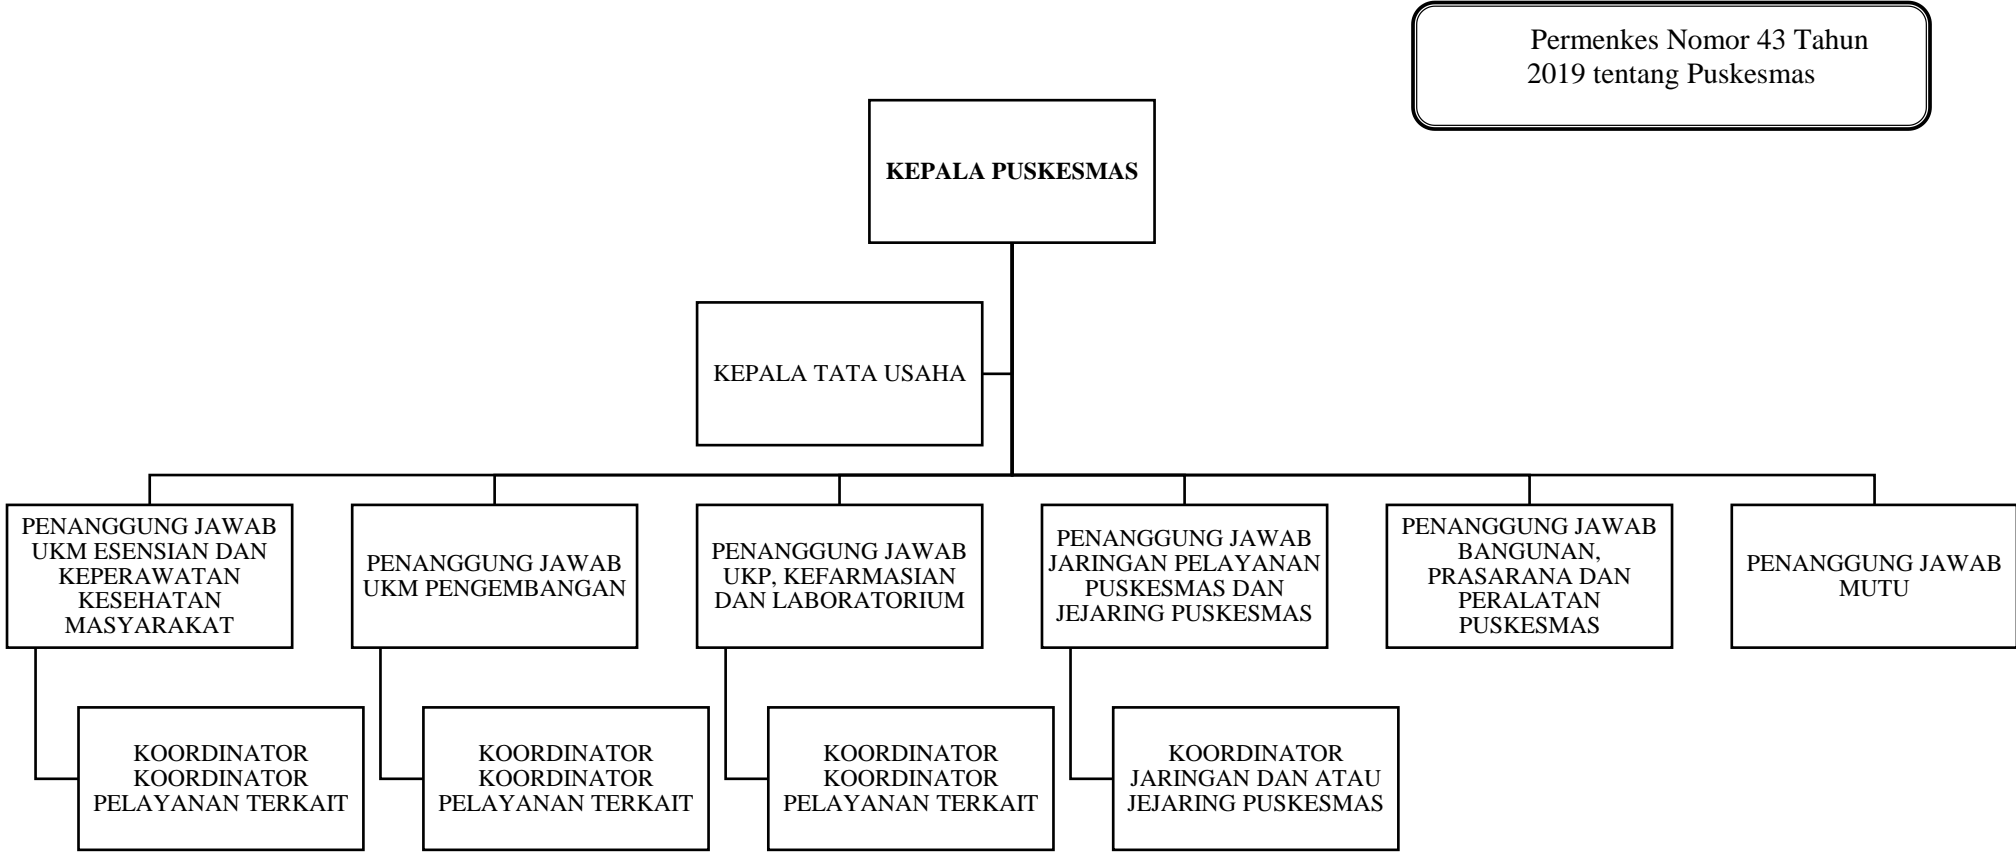 Permenkes Nomor 43 Tahun
2019 tentang Puskesmas
KEPALA PUSKESMAS
KEPALA TATA USAHA
PENANGGUNG JAWAB
UKM ESENSIAN DAN
KEPERAWATAN
KESEHATAN
MASYARAKAT
PENANGGUNG JAWAB
UKM PENGEMBANGAN
PENANGGUNG JAWAB
UKP, KEFARMASIAN
DAN LABORATORIUM
PENANGGUNG JAWAB
JARINGAN PELAYANAN
PUSKESMAS DAN
JEJARING PUSKESMAS
PENANGGUNG JAWAB
BANGUNAN,
PRASARANA DAN
PERALATAN
PUSKESMAS
PENANGGUNG JAWAB
MUTU
KOORDINATOR
KOORDINATOR
PELAYANAN TERKAIT
KOORDINATOR
KOORDINATOR
PELAYANAN TERKAIT
KOORDINATOR
KOORDINATOR
PELAYANAN TERKAIT
KOORDINATOR
JARINGAN DAN ATAU
JEJARING PUSKESMAS